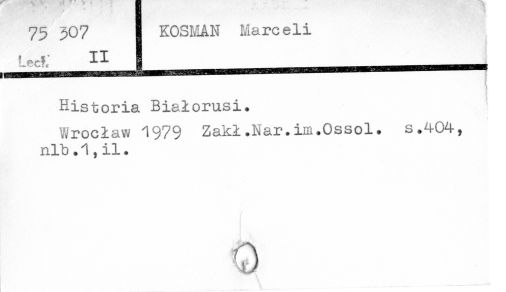 75 307
KOSMAN Marceli
Lect. II
Historia Białorusi.
Wrocław 1979 Zakł.Nar.im.Ossol. s.404,
nlb.1,il.